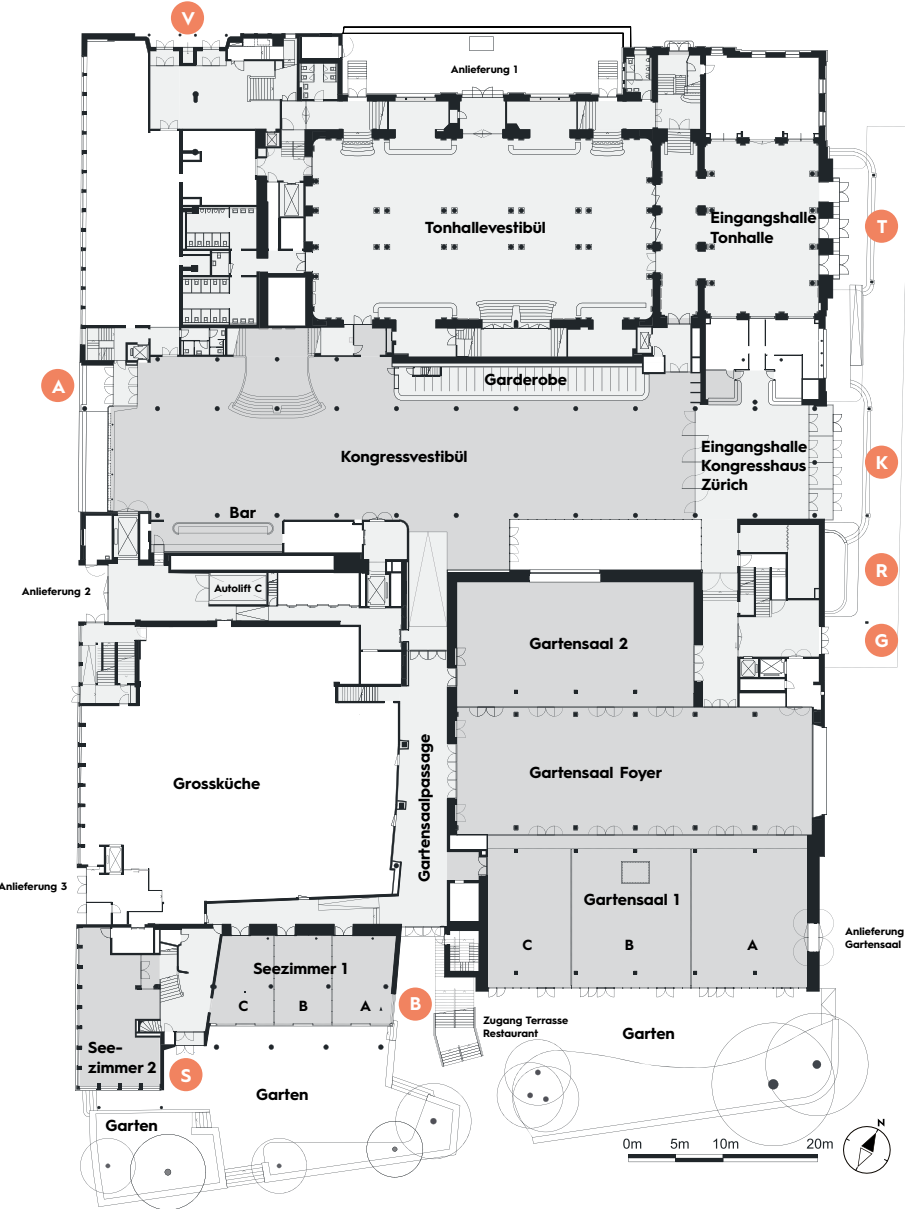 V
Anlieferung 1
Tonhallevestibül
Eingangshalle
Tonhalle
T
A
Garderobe
Kongressvestibül
Eingangshalle
Kongresshaus
Zürich
K
Bar
Anlieferung 2
Autolift C
R
G
Gartensaal 2
Gartensaal Foyer
Grossküche
Gartensaalpassage
Anlieferung 3
Gartensaal 1
C
B
A
Anlieferung
Gartensaal
Seezimmer 1
C
B
A
B
Zugang Terrasse
Restaurant
Garten
See-
zimmer 2
S
Garten
Garten
0m
5m
10m
20m
N